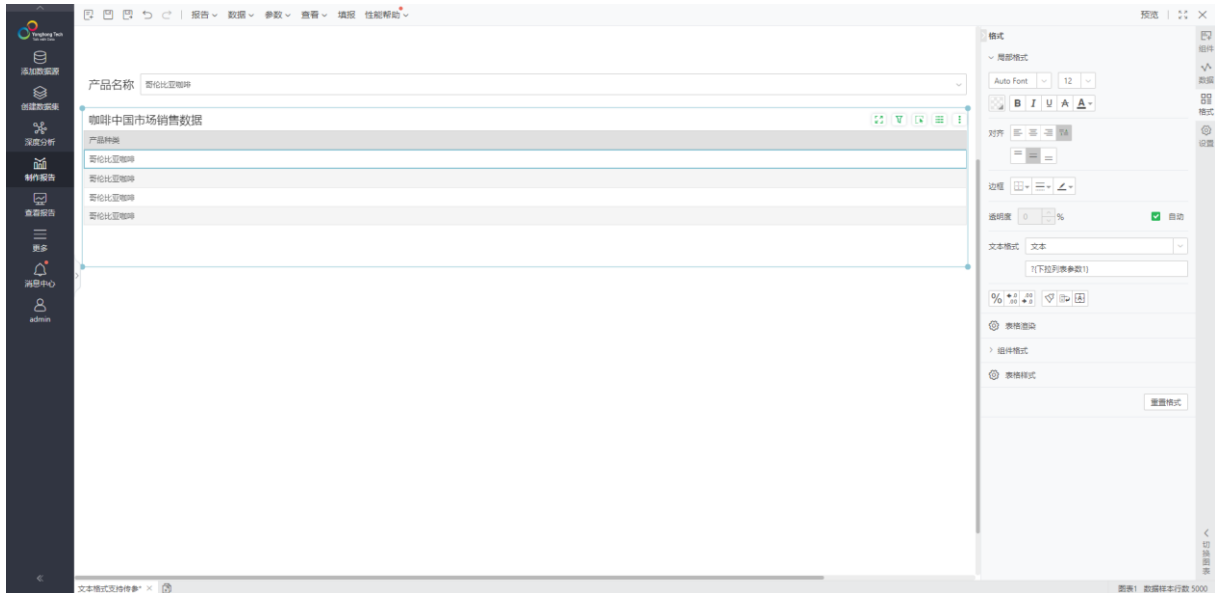 报告 数据 参数 查看 填报 性能帮助 预览
Yonghong Tech
添加数据源
创建数据集
深度分析
制作报告
查看报告
更多
消息中心
admin
产品名称 哥伦比亚咖啡
咖啡中国市场销售数据
产品种类
哥伦比亚咖啡
哥伦比亚咖啡
哥伦比亚咖啡
哥伦比亚咖啡
格式
局部格式
Auto Font 12
B I U A A
对齐
边框
透明度 0 % 自动
文本格式 文本
?{下拉列表参数1}
% .0 .00 .00 .0
表格渲染
组件格式
表格样式
重置格式
组件
数据
格式
设置
切换图表
文本格式支持传参*
图表1 数据样本行数 5000